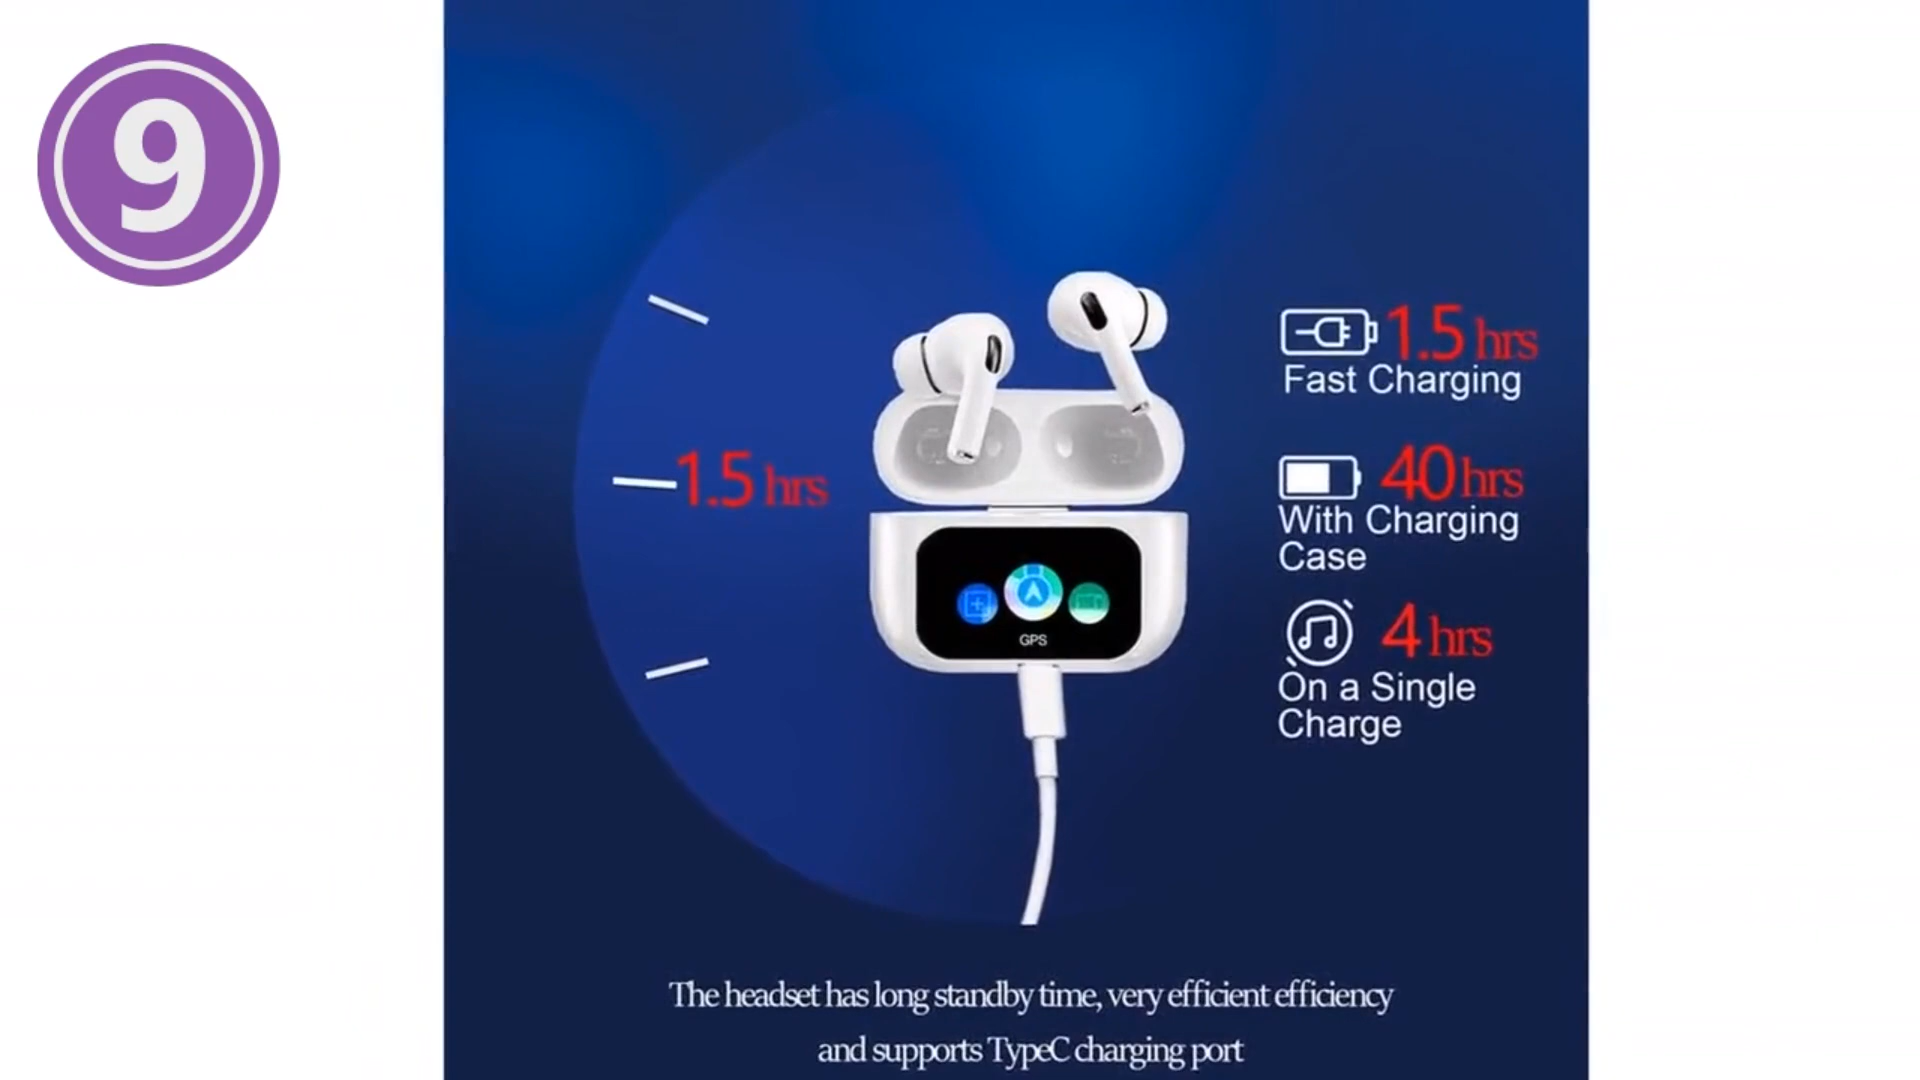 9
1.5 hrs
Fast Charging
1.5 hrs
40 hrs
With Charging
Case
GPS
4 hrs
On a Single
Charge
The headset has long standby time, very efficient efficiency
and supports TypeC charging port